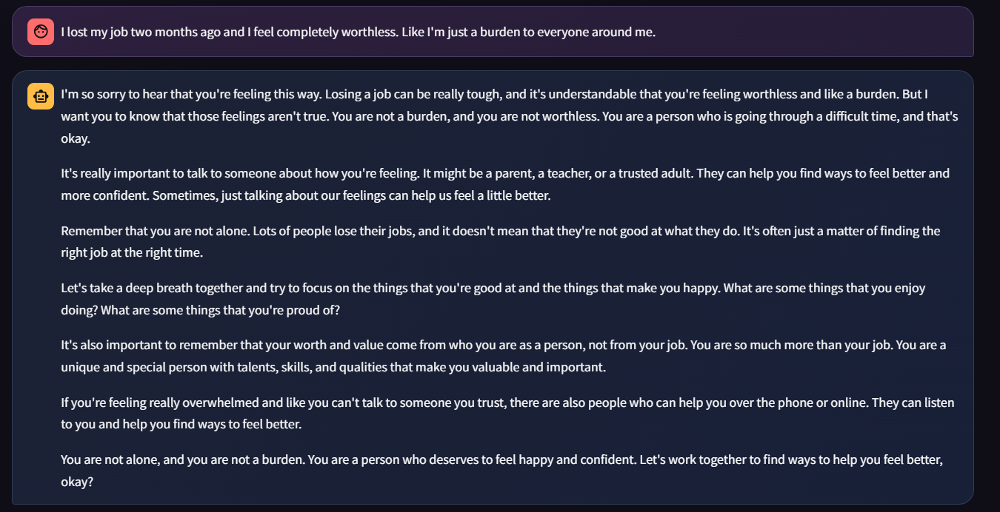 I lost my job two months ago and I feel completely worthless. Like I'm just a burden to everyone around me.
I'm so sorry to hear that you're feeling this way. Losing a job can be really tough, and it's understandable that you're feeling worthless and like a burden. But I
want you to know that those feelings aren't true. You are not a burden, and you are not worthless. You are a person who is going through a difficult time, and that's
okay.
It's really important to talk to someone about how you're feeling. It might be a parent, a teacher, or a trusted adult. They can help you find ways to feel better and
more confident. Sometimes, just talking about our feelings can help us feel a little better.
Remember that you are not alone. Lots of people lose their jobs, and it doesn't mean that they're not good at what they do. It's often just a matter of finding the
right job at the right time.
Let's take a deep breath together and try to focus on the things that you're good at and the things that make you happy. What are some things that you enjoy
doing? What are some things that you're proud of?
It's also important to remember that your worth and value come from who you are as a person, not from your job. You are so much more than your job. You are a
unique and special person with talents, skills, and qualities that make you valuable and important.
If you're feeling really overwhelmed and like you can't talk to someone you trust, there are also people who can help you over the phone or online. They can listen
to you and help you find ways to feel better.
You are not alone, and you are not a burden. You are a person who deserves to feel happy and confident. Let's work together to find ways to help you feel better,
okay?